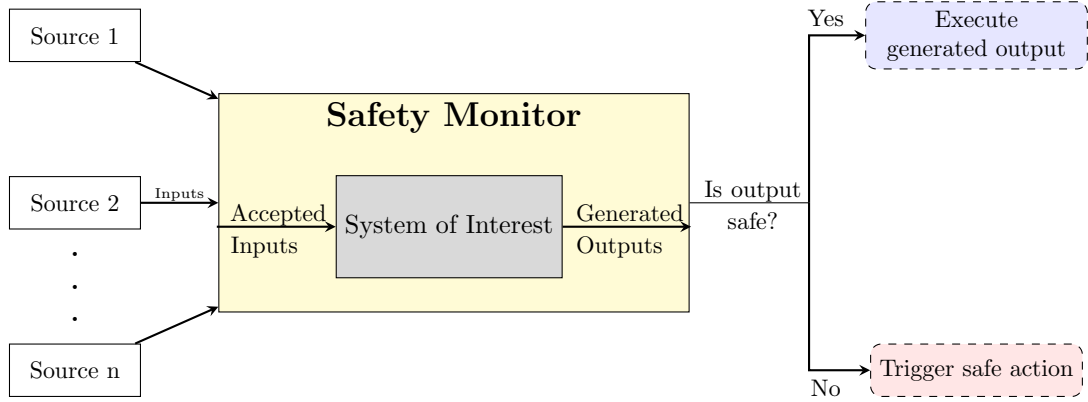 Source 1
Yes
Execute
generated output
Safety Monitor
Source 2
Inputs
Accepted
Inputs
System of Interest
Generated
Outputs
Is output
safe?
Source n
Trigger safe action
No